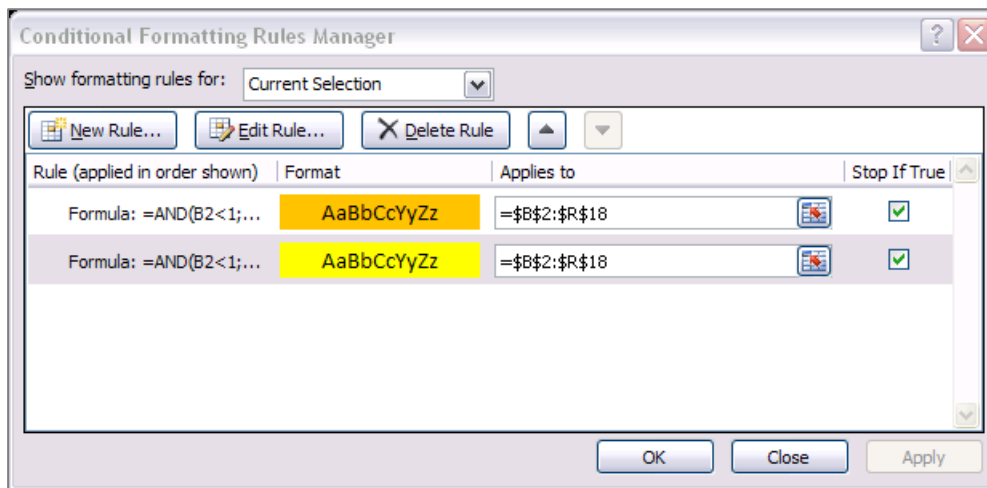 Conditional Formatting Rules Manager
?
Show formatting rules for: Current Selection
New Rule... Edit Rule... Delete Rule
Rule (applied in order shown) Format Applies to Stop If True
Formula: =AND(B2<1;... AaBbCcYyZz =$B$2:$R$18
Formula: =AND(B2<1;... AaBbCcYyZz =$B$2:$R$18
OK Close Apply